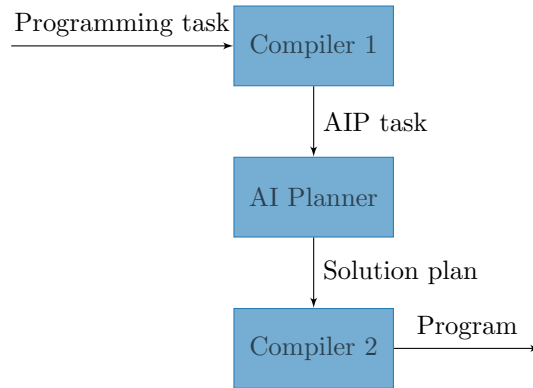 Programming task
Compiler 1
AIP task
AI Planner
Solution plan
Compiler 2
Program